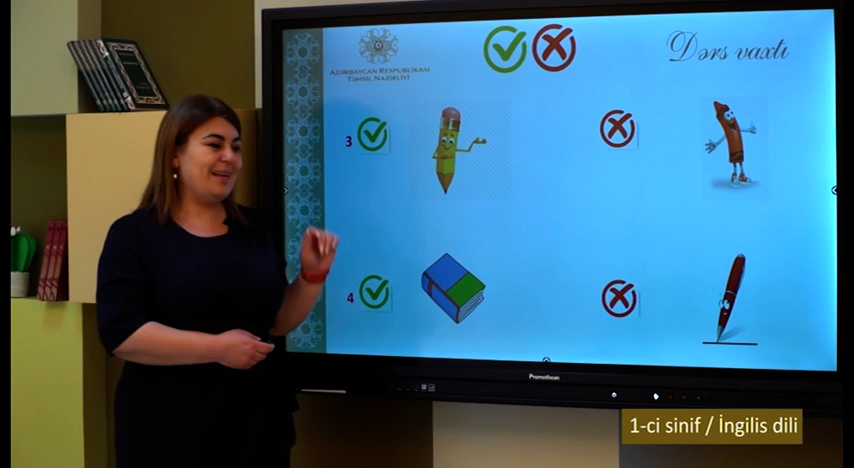 AZƏRBAYCAN RESPUBLİKASI
TƏHSİL NAZİRLİYİ
Dərs vaxtı
3
4
Promethean
1-ci sinif / İngilis dili